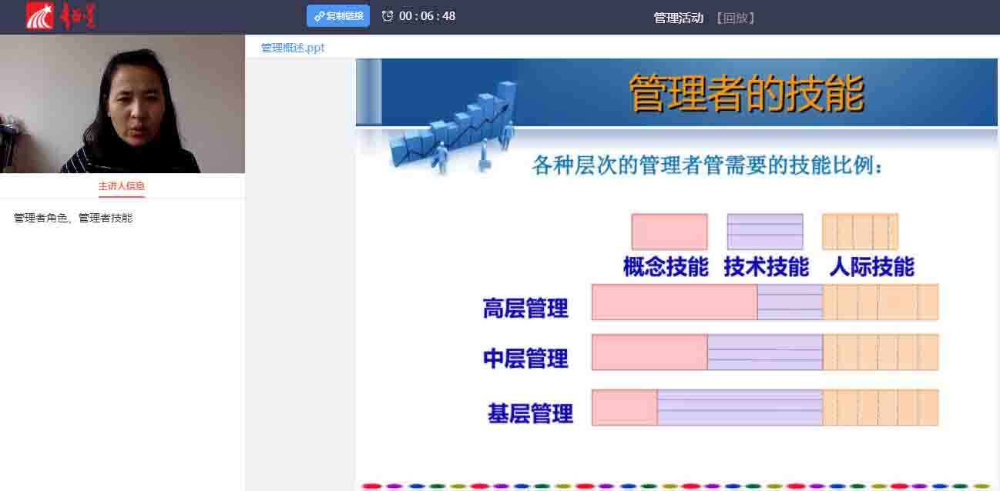 复制链接
00 : 06 : 48
管理活动 【回放】
管理概述.ppt
主讲人信息
管理者角色、管理者技能
管理者的技能
各种层次的管理者管需要的技能比例：
概念技能 技术技能 人际技能
高层管理
中层管理
基层管理